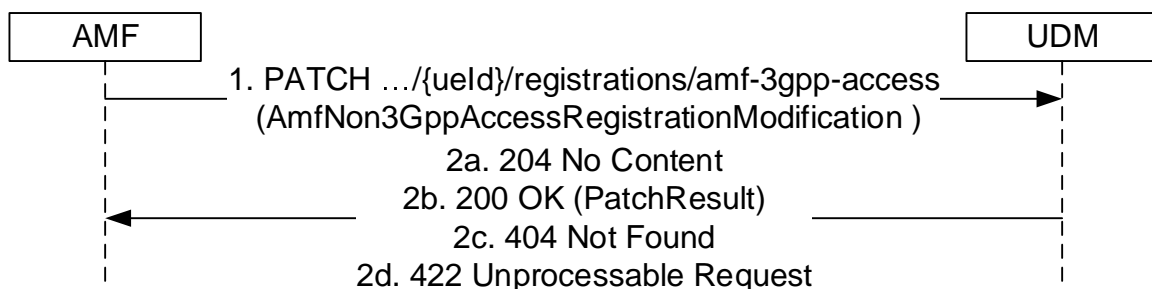 AMF
UDM
1. PATCH …/{ueId}/registrations/amf-3gpp-access
(AmfNon3GppAccessRegistrationModification )
2a. 204 No Content
2b. 200 OK (PatchResult)
2c. 404 Not Found
2d. 422 Unprocessable Request